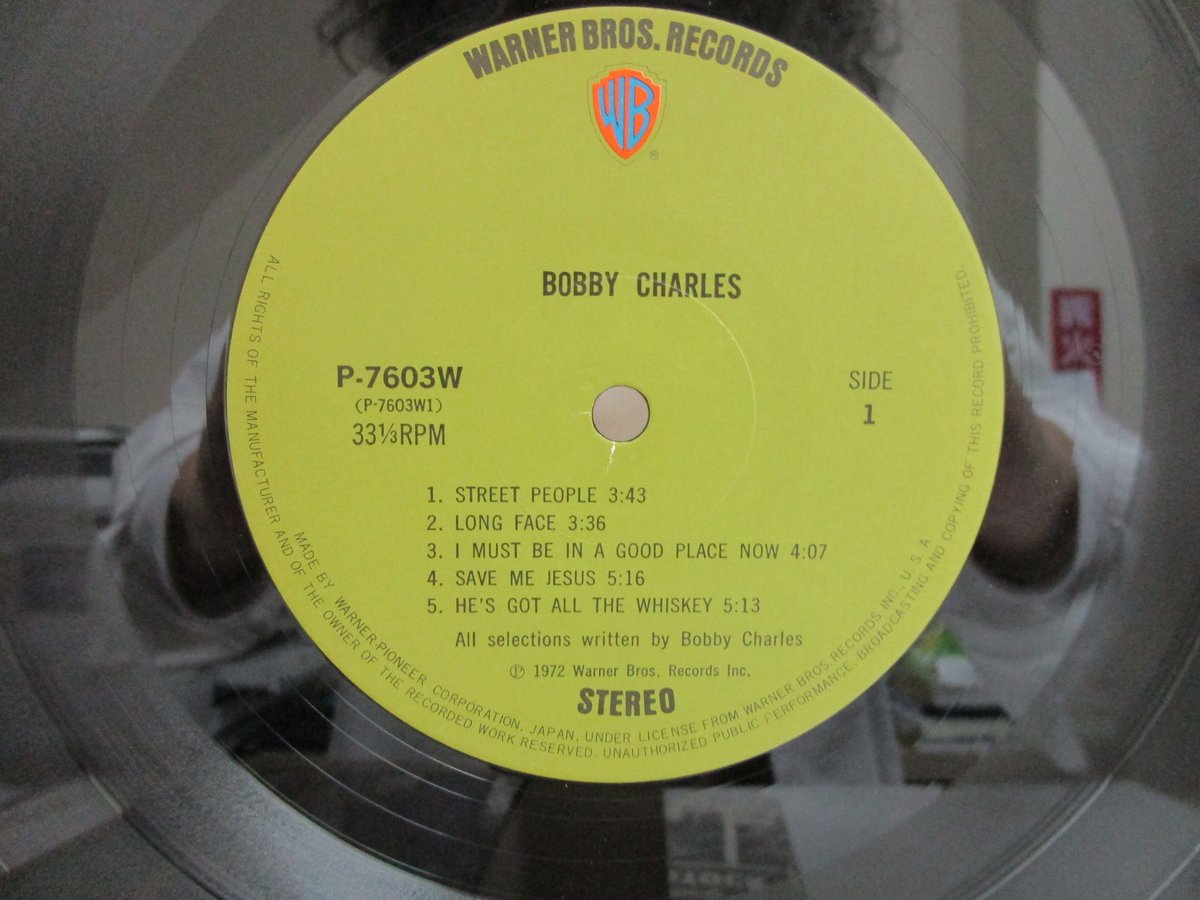 WARNER BROS. RECORDS
WB
®
BOBBY CHARLES
P-7603W
(P-7603W1)
33⅓RPM
SIDE
1
1. STREET PEOPLE 3:43
2. LONG FACE 3:36
3. I MUST BE IN A GOOD PLACE NOW 4:07
4. SAVE ME JESUS 5:16
5. HE'S GOT ALL THE WHISKEY 5:13
All selections written by Bobby Charles
Ⓟ 1972 Warner Bros. Records Inc.
STEREO
MADE BY WARNER-PIONEER CORPORATION, JAPAN, UNDER LICENSE FROM WARNER BROS. RECORDS INC., U. S. A.
ALL RIGHTS OF THE MANUFACTURER AND OF THE OWNER OF THE RECORDED WORK RESERVED. UNAUTHORIZED PUBLIC PERFORMANCE, BROADCASTING AND COPYING OF THIS RECORD PROHIBITED